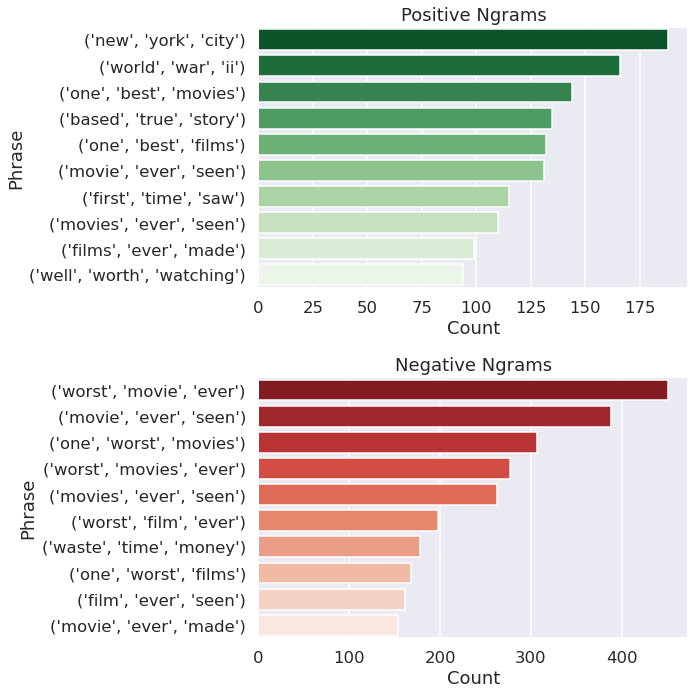 Positive Ngrams
Phrase
('new', 'york', 'city')
('world', 'war', 'ii')
('one', 'best', 'movies')
('based', 'true', 'story')
('one', 'best', 'films')
('movie', 'ever', 'seen')
('first', 'time', 'saw')
('movies', 'ever', 'seen')
('films', 'ever', 'made')
('well', 'worth', 'watching')
0 25 50 75 100 125 150 175
Count
Negative Ngrams
Phrase
('worst', 'movie', 'ever')
('movie', 'ever', 'seen')
('one', 'worst', 'movies')
('worst', 'movies', 'ever')
('movies', 'ever', 'seen')
('worst', 'film', 'ever')
('waste', 'time', 'money')
('one', 'worst', 'films')
('film', 'ever', 'seen')
('movie', 'ever', 'made')
0 100 200 300 400
Count